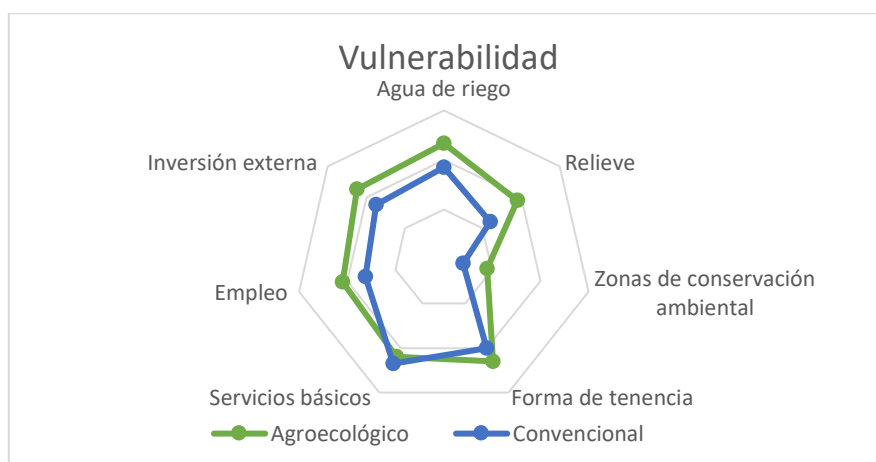 Vulnerabilidad
Agua de riego
Inversión externa
Relieve
Zonas de conservación
ambiental
Empleo
Servicios básicos
Forma de tenencia
Agroecológico
Convencional